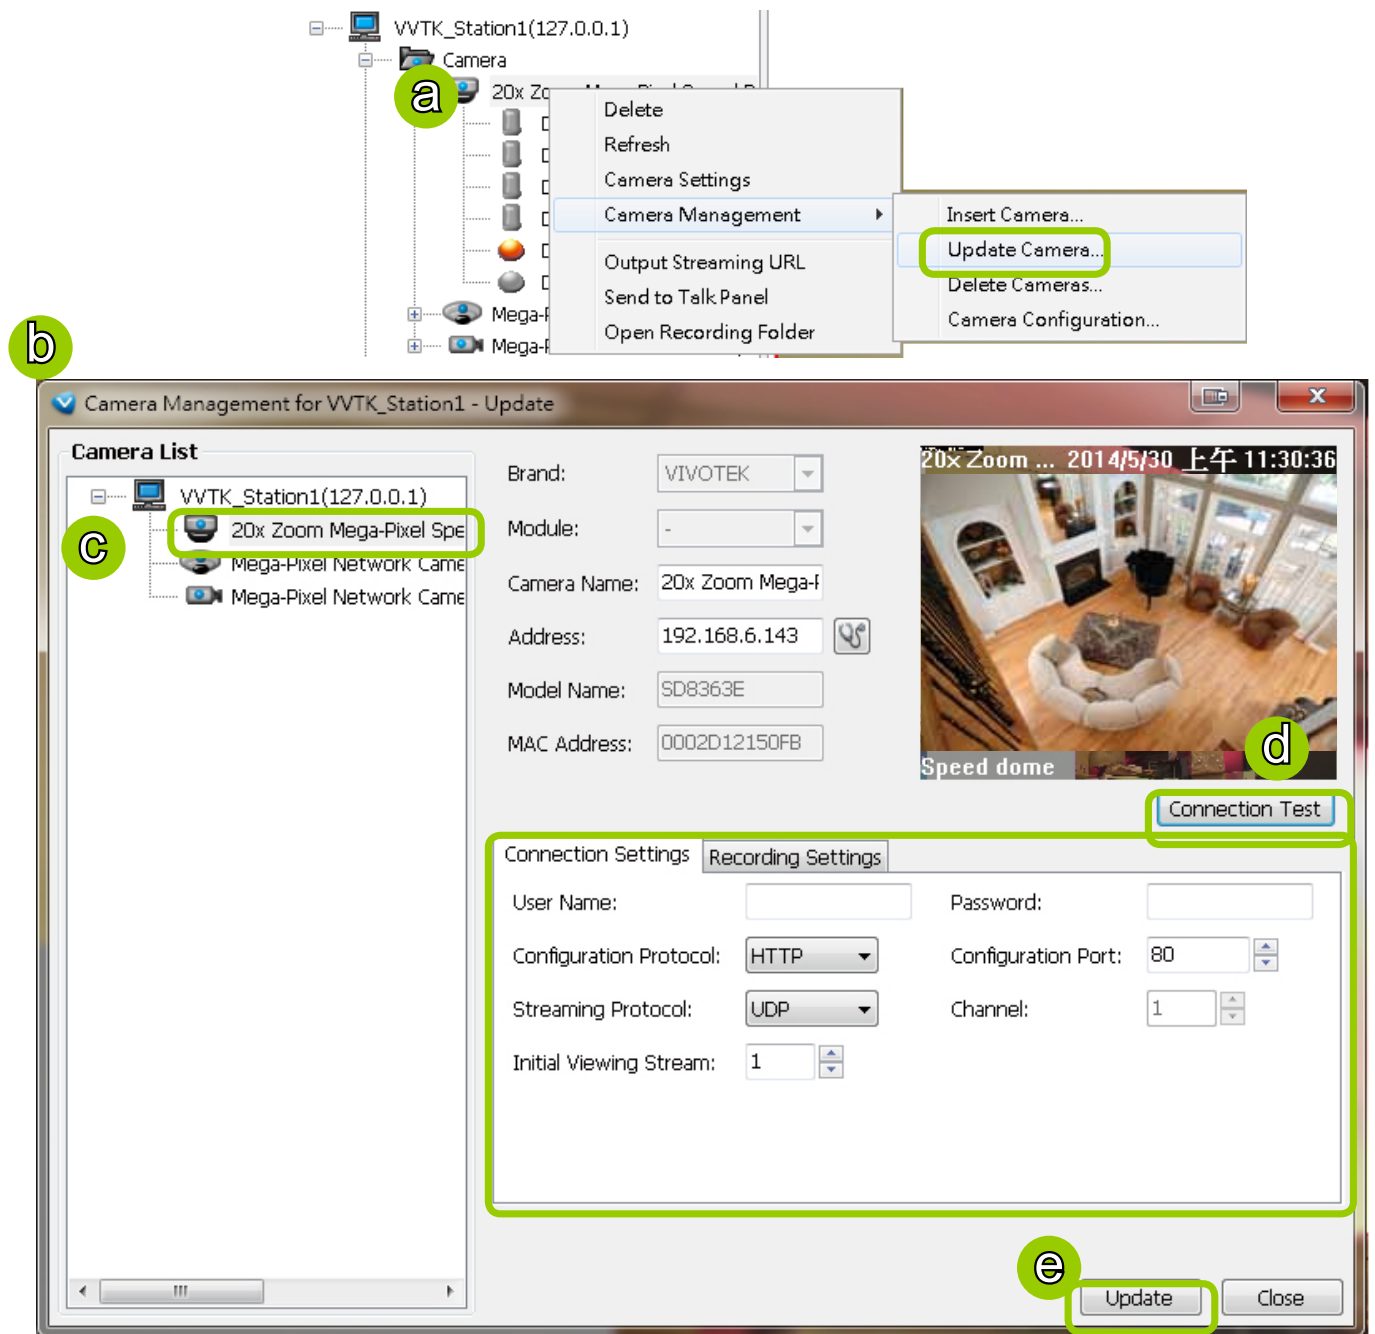 VVTK_Station1(127.0.0.1)
Camera
a
20x
Delete
Refresh
Camera Settings
Camera Management
Output Streaming URL
Send to Talk Panel
Open Recording Folder
Insert Camera...
Update Camera...
Delete Cameras...
Camera Configuration...
b
Camera Management for VVTK_Station1 - Update
Camera List
VVTK_Station1(127.0.0.1)
c
20x Zoom Mega-Pixel Spe
Mega-Pixel Network Came
Mega-Pixel Network Came
Brand: VIVOTEK
Module: -
Camera Name: 20x Zoom Mega-
Address: 192.168.6.143
Model Name: SD8363E
MAC Address: 0002D12150FB
20x Zoom ... 2014/5/30 上午 11:30:36
Speed dome
d
Connection Test
Connection Settings Recording Settings
User Name: Password:
Configuration Protocol: HTTP Configuration Port: 80
Streaming Protocol: UDP Channel: 1
Initial Viewing Stream: 1
e
Update Close